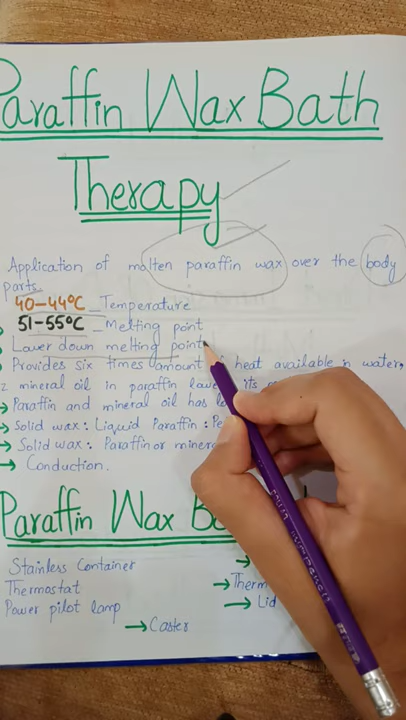 Paraffin Wax Bath
Therapy
Application of molten paraffin wax over the body
parts.
40-44°C Temperature
51-55°C Melting point
→ Lower down melting point
Provides six times amount heat available in water.
2 mineral oil in paraffin its
→ Paraffin and mineral oil has
→ Solid wax: Liquid Paraffin:
→ Solid wax: Paraffin or
→ Conduction.
Paraffin Wax
Stainless Container →
Thermostat →
Power pilot lamp → Lid
→ Caster